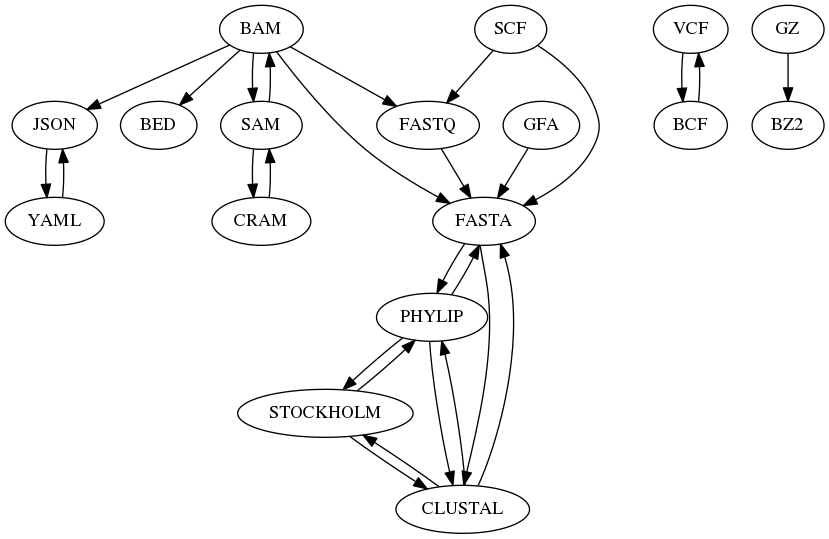 BAM
SCF
VCF
GZ
JSON
BED
SAM
FASTQ
GFA
BCF
BZ2
YAML
CRAM
FASTA
PHYLIP
STOCKHOLM
CLUSTAL